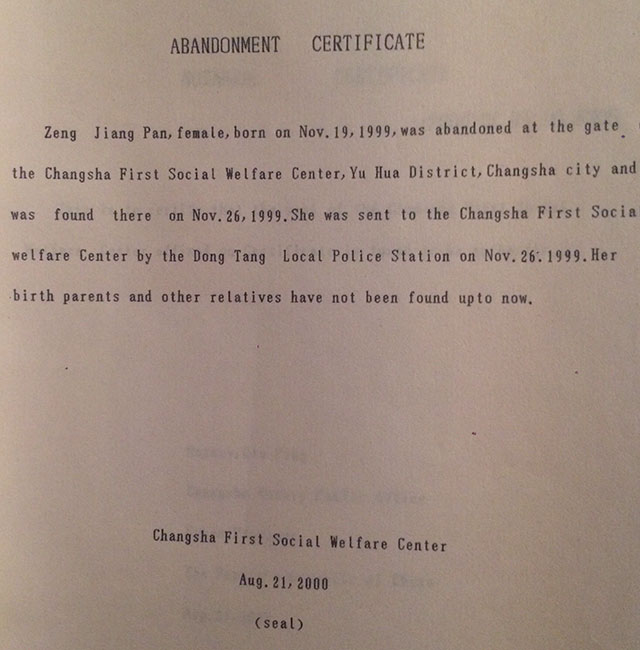 ABANDONMENT CERTIFICATE
Zeng Jiang Pan, female, born on Nov. 19, 1999, was abandoned at the gate
the Changsha First Social Welfare Center, Yu Hua District, Changsha city and
was found there on Nov. 26, 1999. She was sent to the Changsha First Socia
welfare Center by the Dong Tang Local Police Station on Nov. 26. 1999. Her
birth parents and other relatives have not been found upto now.
Changsha First Social Welfare Center
Aug. 21, 2000
(seal)